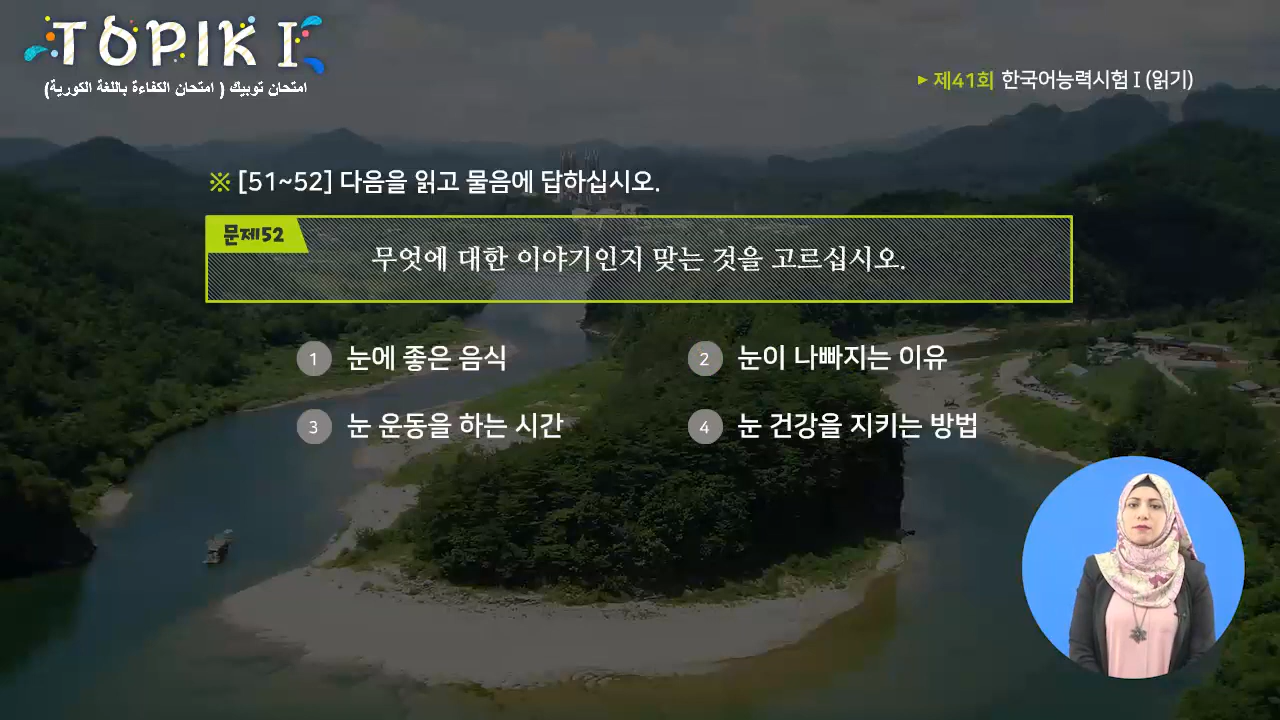 TOPIK I
امتحان توبيك ( امتحان الكفاءة باللغة الكورية)
▶ 제41회 한국어능력시험 I (읽기)
※ [51~52] 다음을 읽고 물음에 답하십시오.
문제52
무엇에 대한 이야기인지 맞는 것을 고르십시오.
1 눈에 좋은 음식
2 눈이 나빠지는 이유
3 눈 운동을 하는 시간
4 눈 건강을 지키는 방법